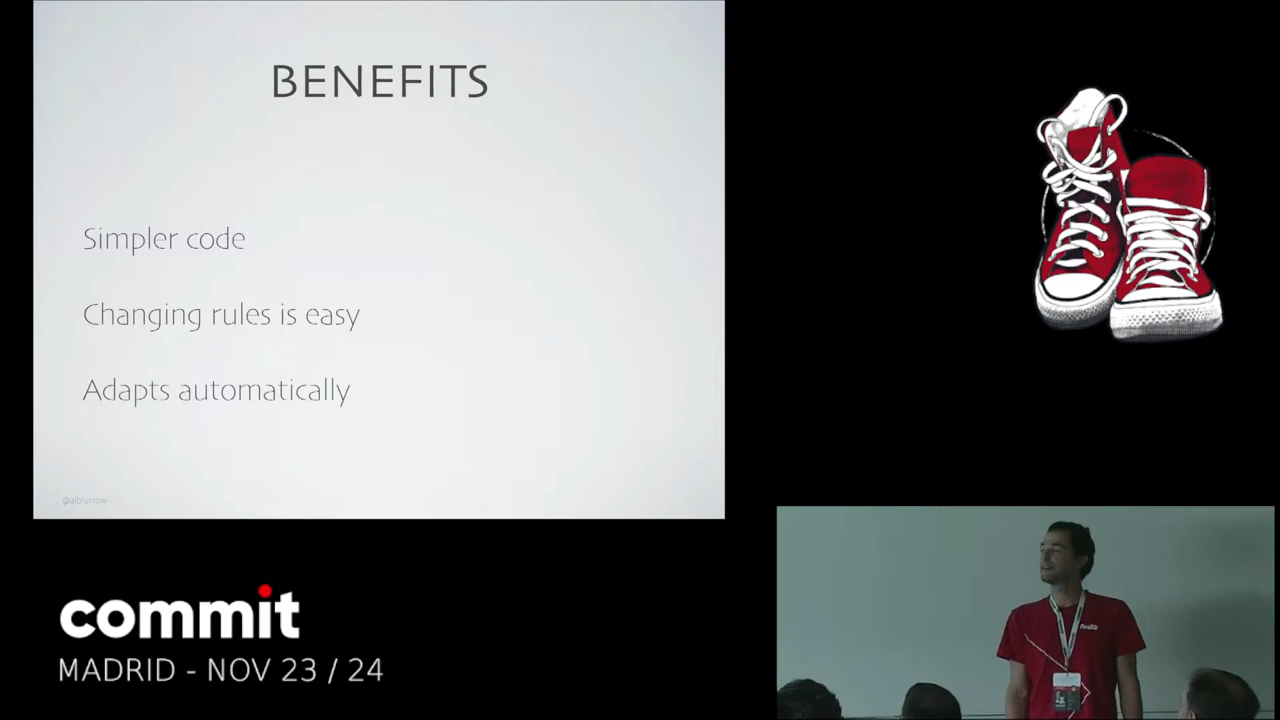 BENEFITS
Simpler code
Changing rules is easy
Adapts automatically
commit
MADRID - NOV 23 / 24